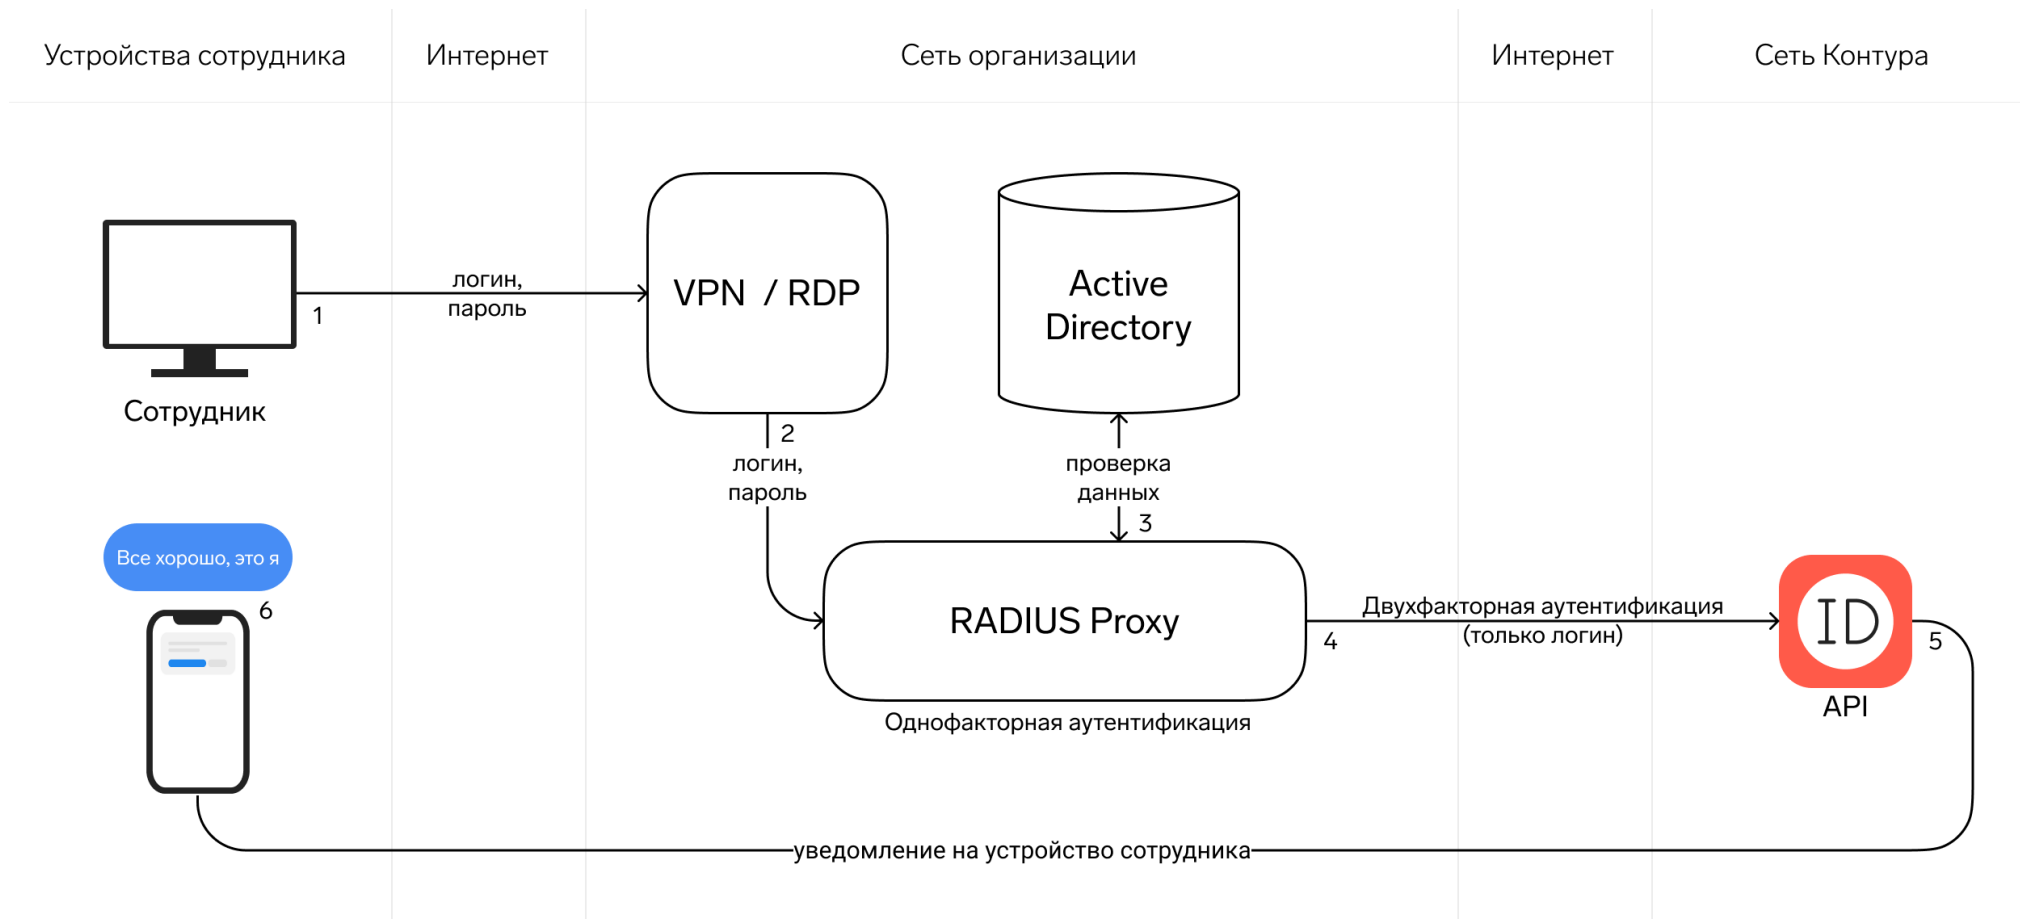 Устройства сотрудника
Интернет
Сеть организации
Интернет
Сеть Контура
логин,
пароль
1
VPN / RDP
Active
Directory
Сотрудник
2
логин,
пароль
проверка
данных
3
Все хорошо, это я
6
RADIUS Proxy
Двухфакторная аутентификация
(только логин)
4
ID
5
API
Однофакторная аутентификация
уведомление на устройство сотрудника